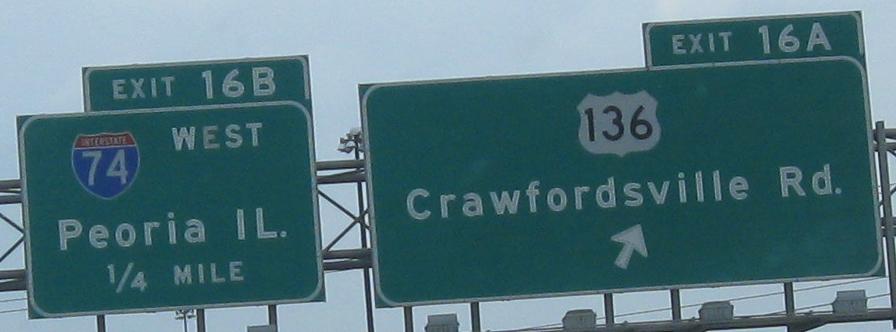 EXIT 16B
INTERSTATE
74 WEST
Peoria IL.
1/4 MILE
EXIT 16A
136
Crawfordsville Rd.